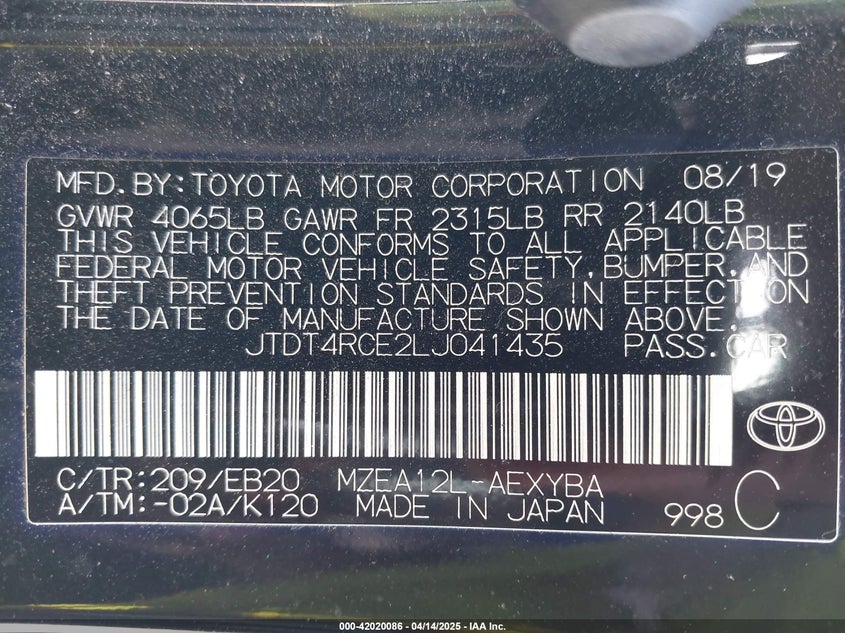 MFD.BY:TOYOTA MOTOR CORPORATION 08/19
GVWR 4065LB GAWR FR 2315LB RR 2140LB
THIS VEHICLE CONFORMS TO ALL APPLICABLE
FEDERAL MOTOR VEHICLE SAFETY,BUMPER,AND
THEFT PREVENTION STANDARDS IN EFFECT ON
THE DATE OF MANUFACTURE SHOWN ABOVE.
JTDT4RCE2LJ041435 PASS.CAR
C/TR:209/EB20 MZEA12L-AEXYBA
A/TM:-02A/K120 MADE IN JAPAN 998 C
000-42020086 - 04/14/2025 - IAA Inc.